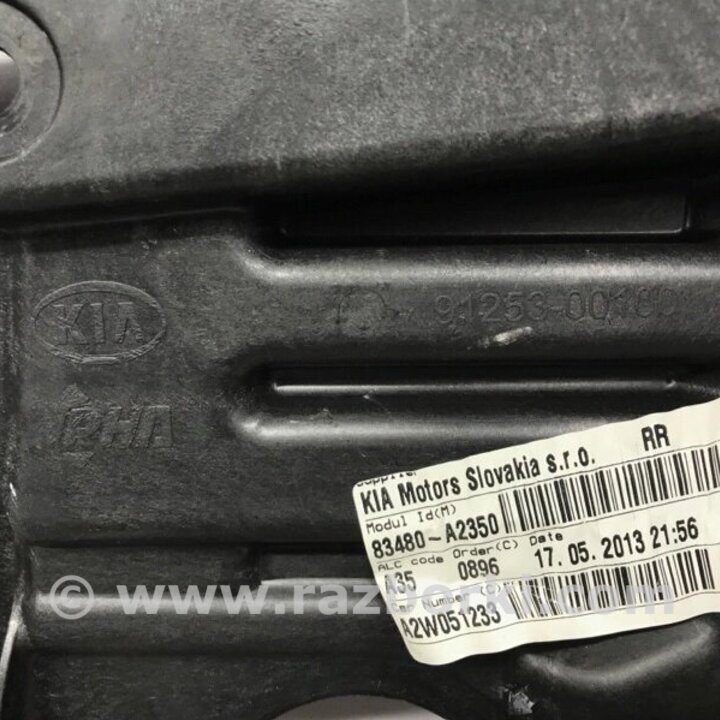 91253-00100
KIA
RHA
KIA Motors Slovakia s.r.o. RR
Modul Id(M)
83480-A2350
ALC code Order(C) Date
A35 0896 17.05.2013 21:56
Number
A2W051233
© www.razborka.com